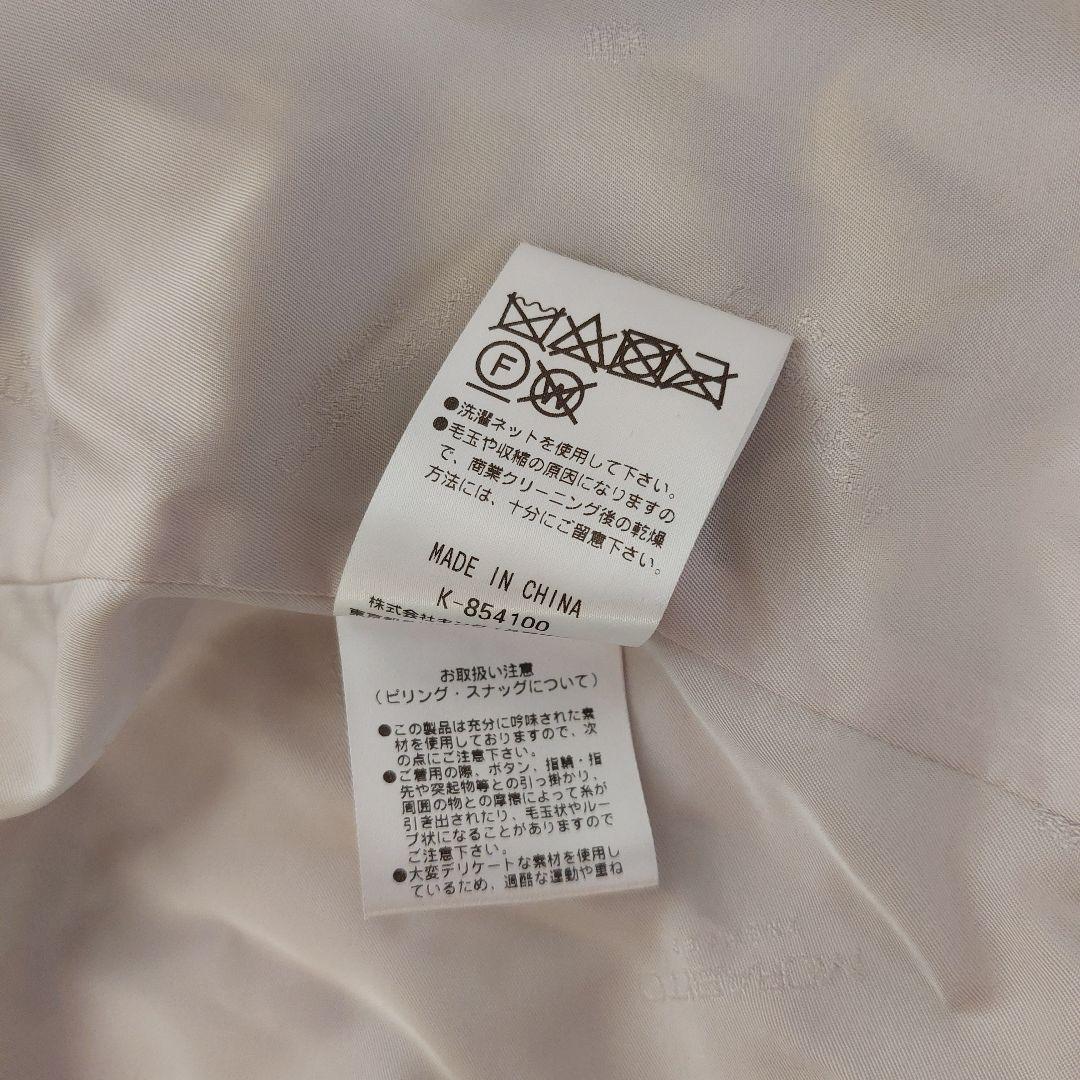 F
W
●洗濯ネットを使用して下さい。
●毛玉や収縮の原因になりますの
で、商業クリーニング後の乾燥
方法には、十分にご留意下さい。
MADE IN CHINA
K-854100
株式会社
お取扱い注意
(ピリング・スナッグについて)
●この製品は充分に吟味された素
材を使用しておりますので、次
の点にご注意下さい。
●ご着用の際、ボタン、指輪・指
先や突起物等との引っ掛かり、
周囲の物との摩擦によって糸が
引き出されたり、毛玉状やルー
プ状になることがありますので
ご注意下さい。
●大変デリケートな素材を使用し
ているため、過酷な運動や重ね